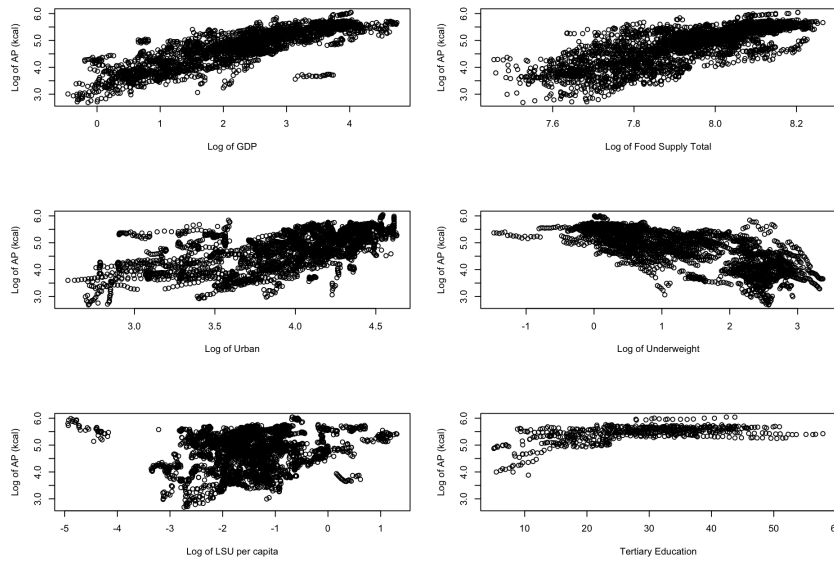 Log of AP (kcal)
3.0 4.0 5.0 6.0
0 1 2 3 4
Log of GDP
Log of AP (kcal)
3.0 4.0 5.0 6.0
7.6 7.8 8.0 8.2
Log of Food Supply Total
Log of AP (kcal)
3.0 4.0 5.0 6.0
3.0 3.5 4.0 4.5
Log of Urban
Log of AP (kcal)
3.0 4.0 5.0 6.0
-1 0 1 2 3
Log of Underweight
Log of AP (kcal)
3.0 4.0 5.0 6.0
-5 -4 -3 -2 -1 0 1
Log of LSU per capita
Log of AP (kcal)
3.0 4.0 5.0 6.0
10 20 30 40 50
Tertiary Education